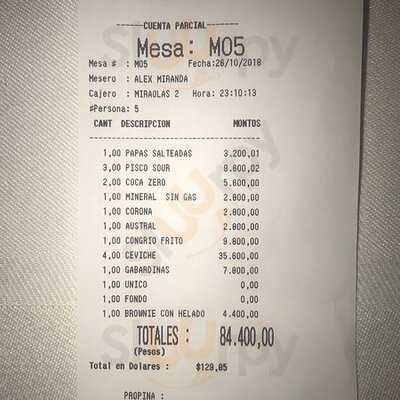 ------CUENTA PARCIAL------
Mesa: M05
Mesa # : M05 Fecha:26/10/2018
Mesero : ALEX MIRANDA
Cajero : MIRAOLAS 2 Hora: 23:10:13
#Persona: 5
CANT DESCRIPCION MONTOS
1,00 PAPAS SALTEADAS 3.200,01
3,00 PISCO SOUR 9.600,02
2,00 COCA ZERO 5.600,00
1,00 MINERAL SIN GAS 2.800,00
1,00 CORONA 2.800,00
1,00 AUSTRAL 2.800,00
1,00 CONGRIO FRITO 9.800,00
4,00 CEVICHE 35.600,00
1,00 GABARDINAS 7.800,00
1,00 UNICO 0,00
1,00 FONDO 0,00
1,00 BROWNIE CON HELADO 4.400,00
TOTALES : 84.400,00
(Pesos)
Total en Dolares : $129,85
PROPINA :